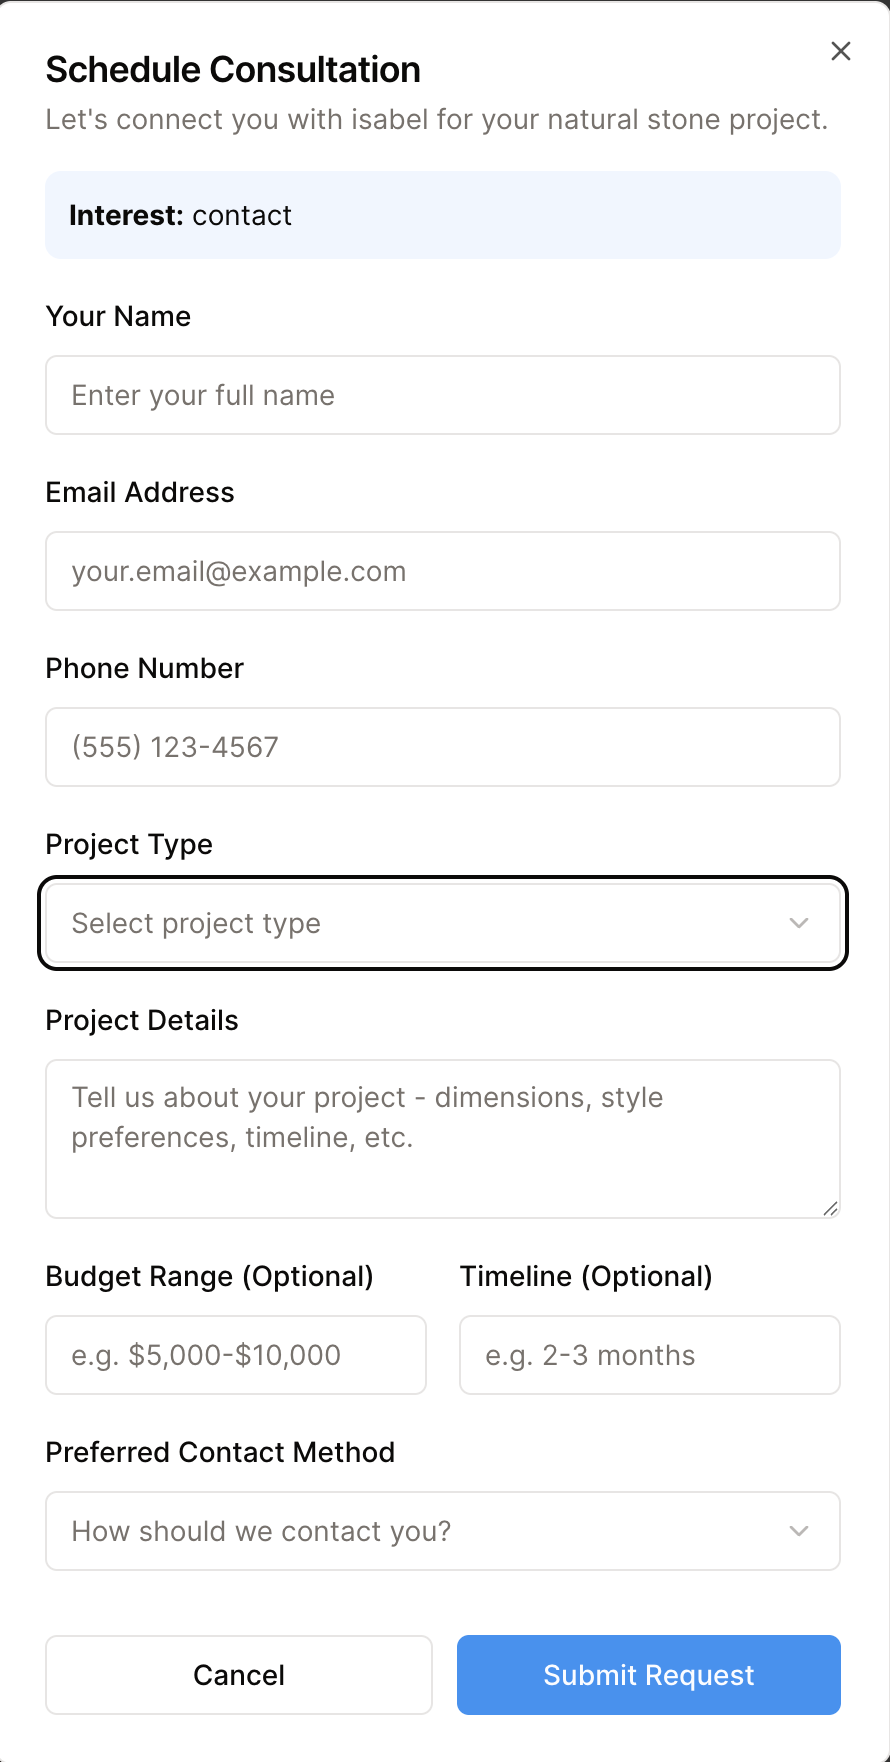 Schedule Consultation
Let's connect you with isabel for your natural stone project.
Interest: contact
Your Name
Enter your full name
Email Address
your.email@example.com
Phone Number
(555) 123-4567
Project Type
Select project type
Project Details
Tell us about your project - dimensions, style
preferences, timeline, etc.
Budget Range (Optional)
Timeline (Optional)
e.g. $5,000-$10,000
e.g. 2-3 months
Preferred Contact Method
How should we contact you?
Cancel
Submit Request